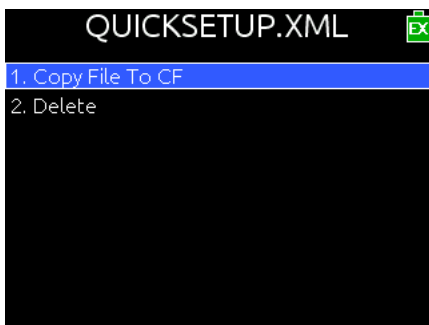 QUICKSETUP.XML
EX
1. Copy File To CF
2. Delete